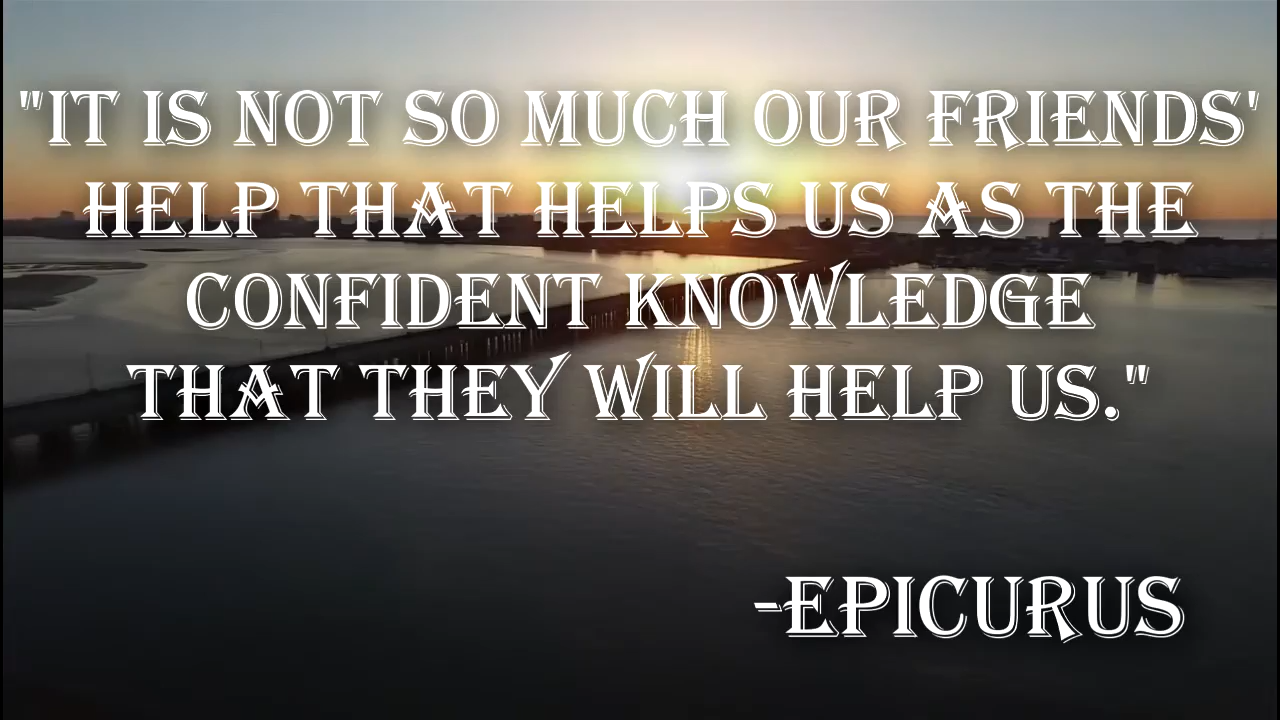 "IT IS NOT SO MUCH OUR FRIENDS'
HELP THAT HELPS US AS THE
CONFIDENT KNOWLEDGE
THAT THEY WILL HELP US."
-EPICURUS